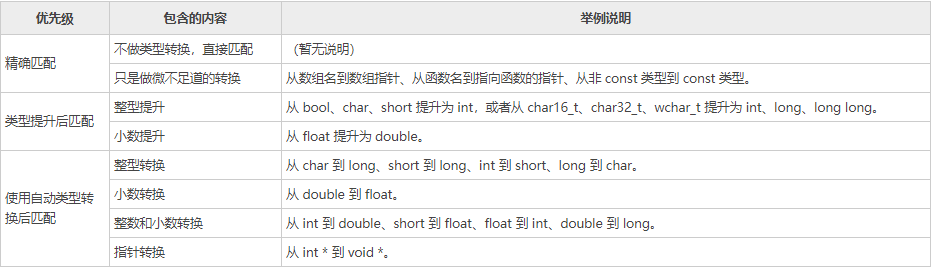 优先级 包含的内容 举例说明
精确匹配 不做类型转换，直接匹配 （暂无说明）
只是做微不足道的转换 从数组名到数组指针、从函数名到指向函数的指针、从非 const 类型到 const 类型。
类型提升后匹配 整型提升 从 bool、char、short 提升为 int，或者从 char16_t、char32_t、wchar_t 提升为 int、long、long long。
小数提升 从 float 提升为 double。
使用自动类型转换后匹配 整型转换 从 char 到 long、short 到 long、int 到 short、long 到 char。
小数转换 从 double 到 float。
整数和小数转换 从 int 到 double、short 到 float、float 到 int、double 到 long。
指针转换 从 int * 到 void *。